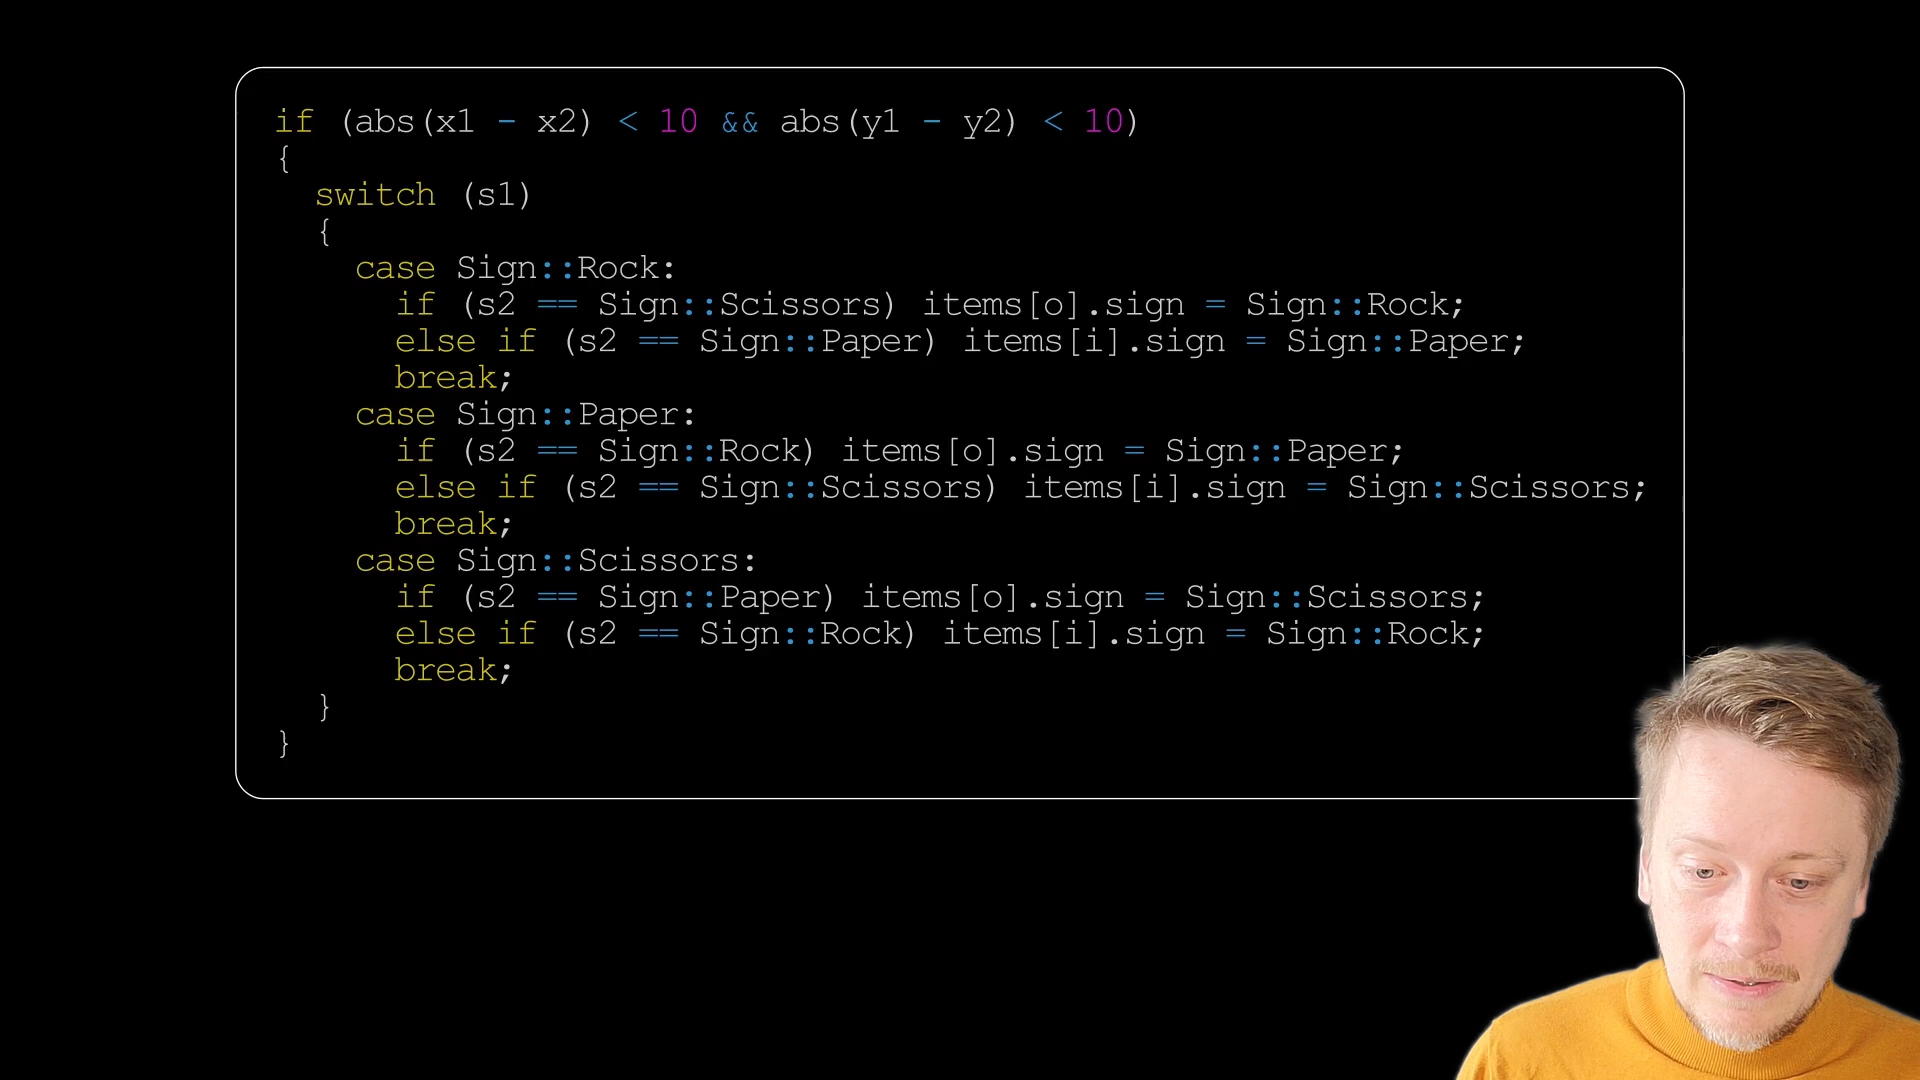 if (abs(x1 - x2) < 10 && abs(y1 - y2) < 10)
{
  switch (s1)
  {
    case Sign::Rock:
      if (s2 == Sign::Scissors) items[o].sign = Sign::Rock;
      else if (s2 == Sign::Paper) items[i].sign = Sign::Paper;
      break;
    case Sign::Paper:
      if (s2 == Sign::Rock) items[o].sign = Sign::Paper;
      else if (s2 == Sign::Scissors) items[i].sign = Sign::Scissors;
      break;
    case Sign::Scissors:
      if (s2 == Sign::Paper) items[o].sign = Sign::Scissors;
      else if (s2 == Sign::Rock) items[i].sign = Sign::Rock;
      break;
  }
}